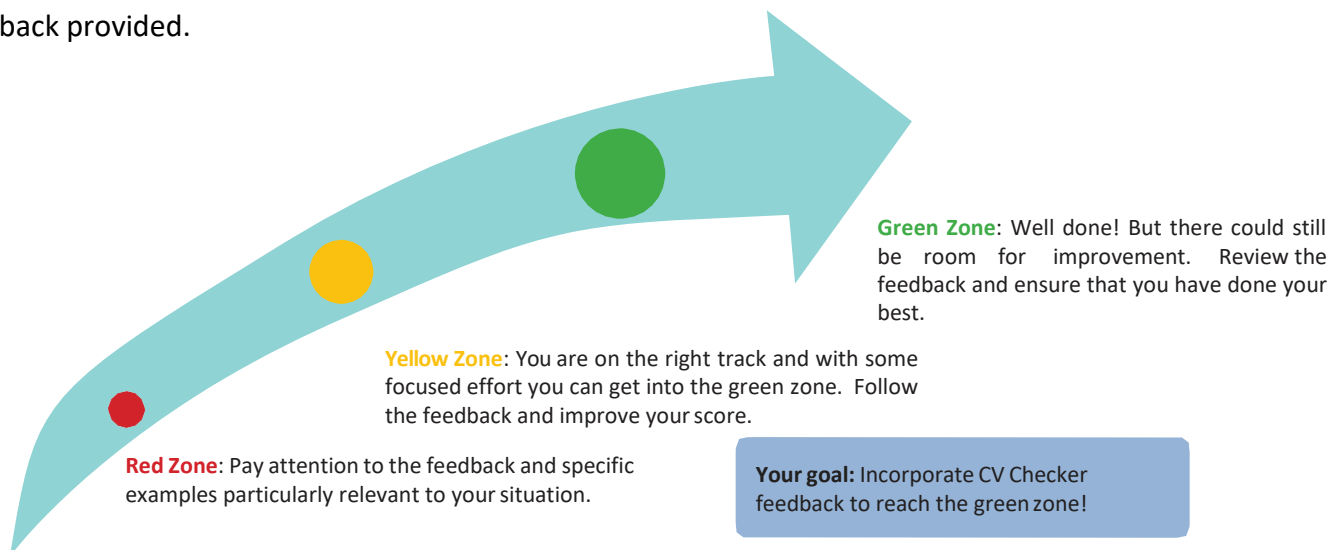 back provided.
Green Zone: Well done! But there could still
be room for improvement. Review the
feedback and ensure that you have done your
best.
Yellow Zone: You are on the right track and with some
focused effort you can get into the green zone. Follow
the feedback and improve your score.
Red Zone: Pay attention to the feedback and specific
examples particularly relevant to your situation.
Your goal: Incorporate CV Checker
feedback to reach the green zone!